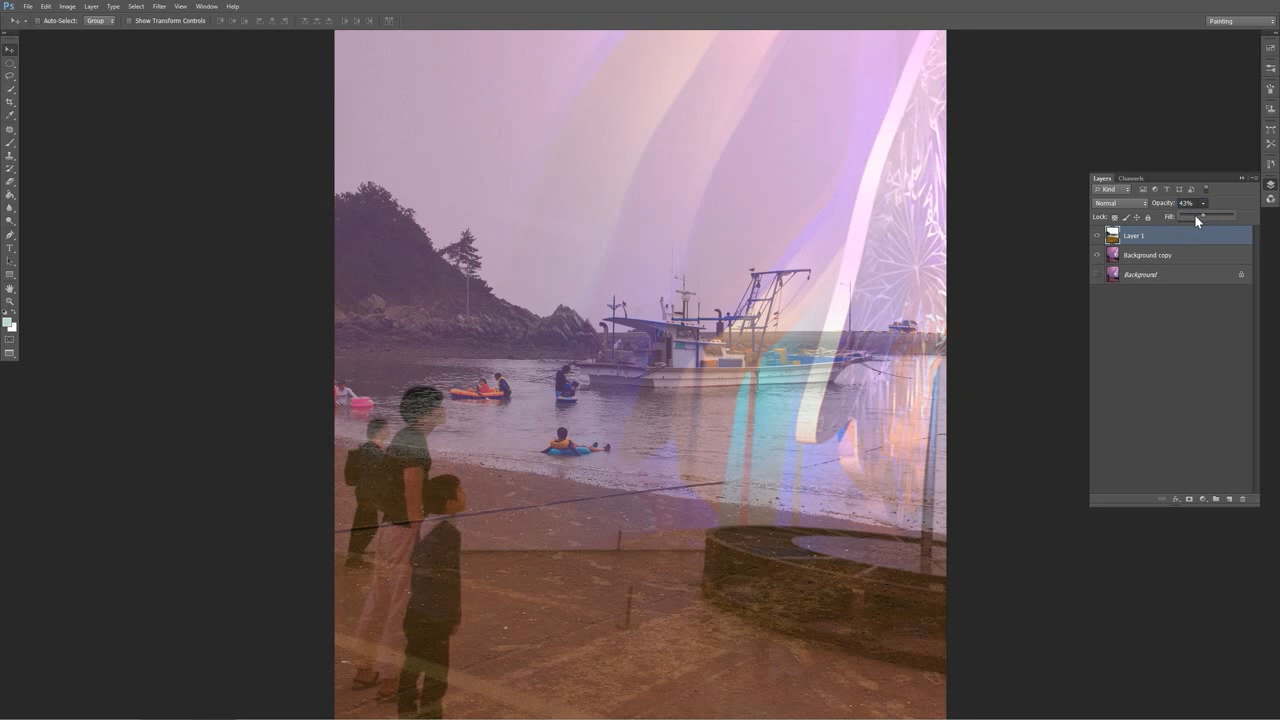 Ps File Edit Image Layer Type Select Filter View Window Help
Auto-Select: Group Show Transform Controls Painting
Layers Channels
Kind
Normal Opacity: 43%
Lock: Fill:
Layer 1
Background copy
Background